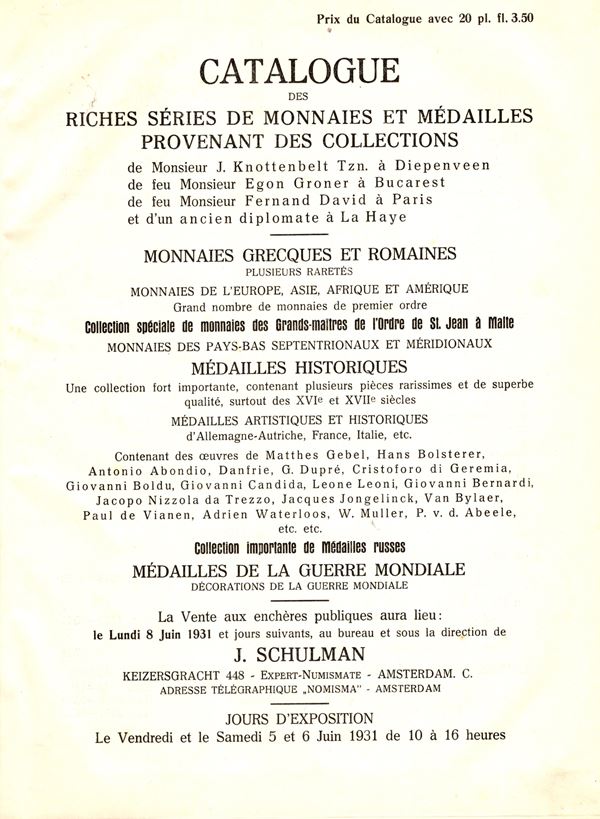 Prix du Catalogue avec 20 pl. fl. 3.50
CATALOGUE
DES
RICHES SÉRIES DE MONNAIES ET MÉDAILLES
PROVENANT DES COLLECTIONS
de Monsieur J. Knottenbelt Tzn. à Diepenveen
de feu Monsieur Egon Groner à Bucarest
de feu Monsieur Fernand David à Paris
et d'un ancien diplomate à La Haye
MONNAIES GRECQUES ET ROMAINES
PLUSIEURS RARETÉS
MONNAIES DE L'EUROPE, ASIE, AFRIQUE ET AMÉRIQUE
Grand nombre de monnaies de premier ordre
Collection spéciale de monnaies des Grands-maîtres de l'Ordre de St. Jean à Malte
MONNAIES DES PAYS-BAS SEPTENTRIONAUX ET MÉRIDIONAUX
MÉDAILLES HISTORIQUES
Une collection fort importante, contenant plusieurs pièces rarissimes et de superbe
qualité, surtout des XVIe et XVIIe siècles
MÉDAILLES ARTISTIQUES ET HISTORIQUES
d'Allemagne-Autriche, France, Italie, etc.
Contenant des œuvres de Matthes Gebel, Hans Bolsterer,
Antonio Abondio, Danfrie, G. Dupré, Cristoforo di Geremia,
Giovanni Boldu, Giovanni Candida, Leone Leoni, Giovanni Bernardi,
Jacopo Nizzola da Trezzo, Jacques Jongelinck, Van Bylaer,
Paul de Vianen, Adrien Waterloos, W. Muller, P. v. d. Abeele,
etc. etc.
Collection importante de Médailles russes
MÉDAILLES DE LA GUERRE MONDIALE
DÉCORATIONS DE LA GUERRE MONDIALE
La Vente aux enchères publiques aura lieu:
le Lundi 8 Juin 1931 et jours suivants, au bureau et sous la direction de
J. SCHULMAN
KEIZERSGRACHT 448 - EXPERT-NUMISMATE - AMSTERDAM. C.
ADRESSE TÉLÉGRAPHIQUE „NOMISMA" - AMSTERDAM
JOURS D'EXPOSITION
Le Vendredi et le Samedi 5 et 6 Juin 1931 de 10 à 16 heures